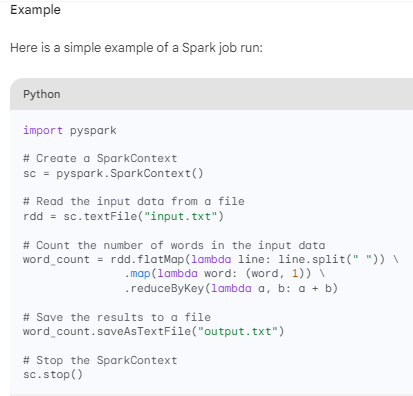 Example
Here is a simple example of a Spark job run:
Python
import pyspark
# Create a SparkContext
sc = pyspark.SparkContext()
# Read the input data from a file
rdd = sc.textFile("input.txt")
# Count the number of words in the input data
word_count = rdd.flatMap(lambda line: line.split(" ")) \
.map(lambda word: (word, 1)) \
.reduceByKey(lambda a, b: a + b)
# Save the results to a file
word_count.saveAsTextFile("output.txt")
# Stop the SparkContext
sc.stop()